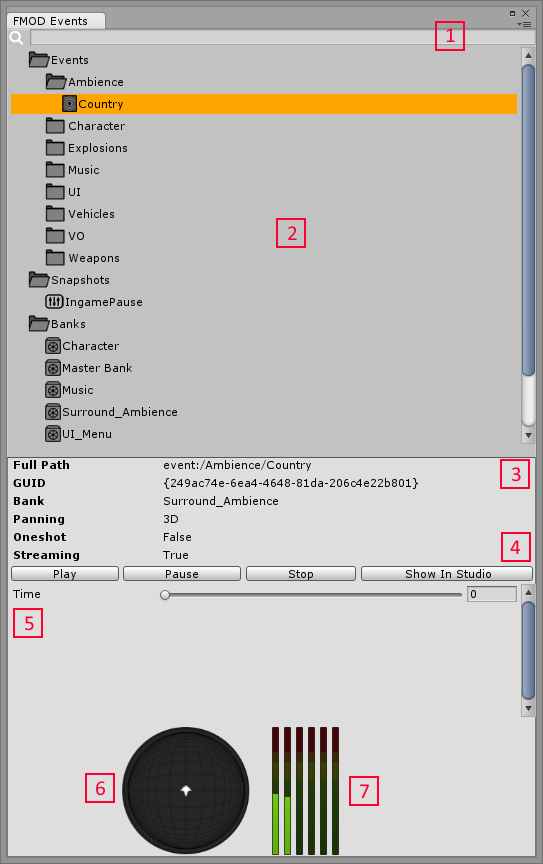 FMOD Events
1
Events
Ambience
Country
Character
Explosions
Music
UI
Vehicles
2
VO
Weapons
Snapshots
IngamePause
Banks
Character
Master Bank
Music
Surround_Ambience
UI_Menu
Full Path event:/Ambience/Country
3
GUID {249ac74e-6ea4-4648-81da-206c4e22b801}
Bank Surround_Ambience
Panning 3D
Oneshot False
4
Streaming True
Play Pause Stop Show In Studio
Time 0
5
6
7